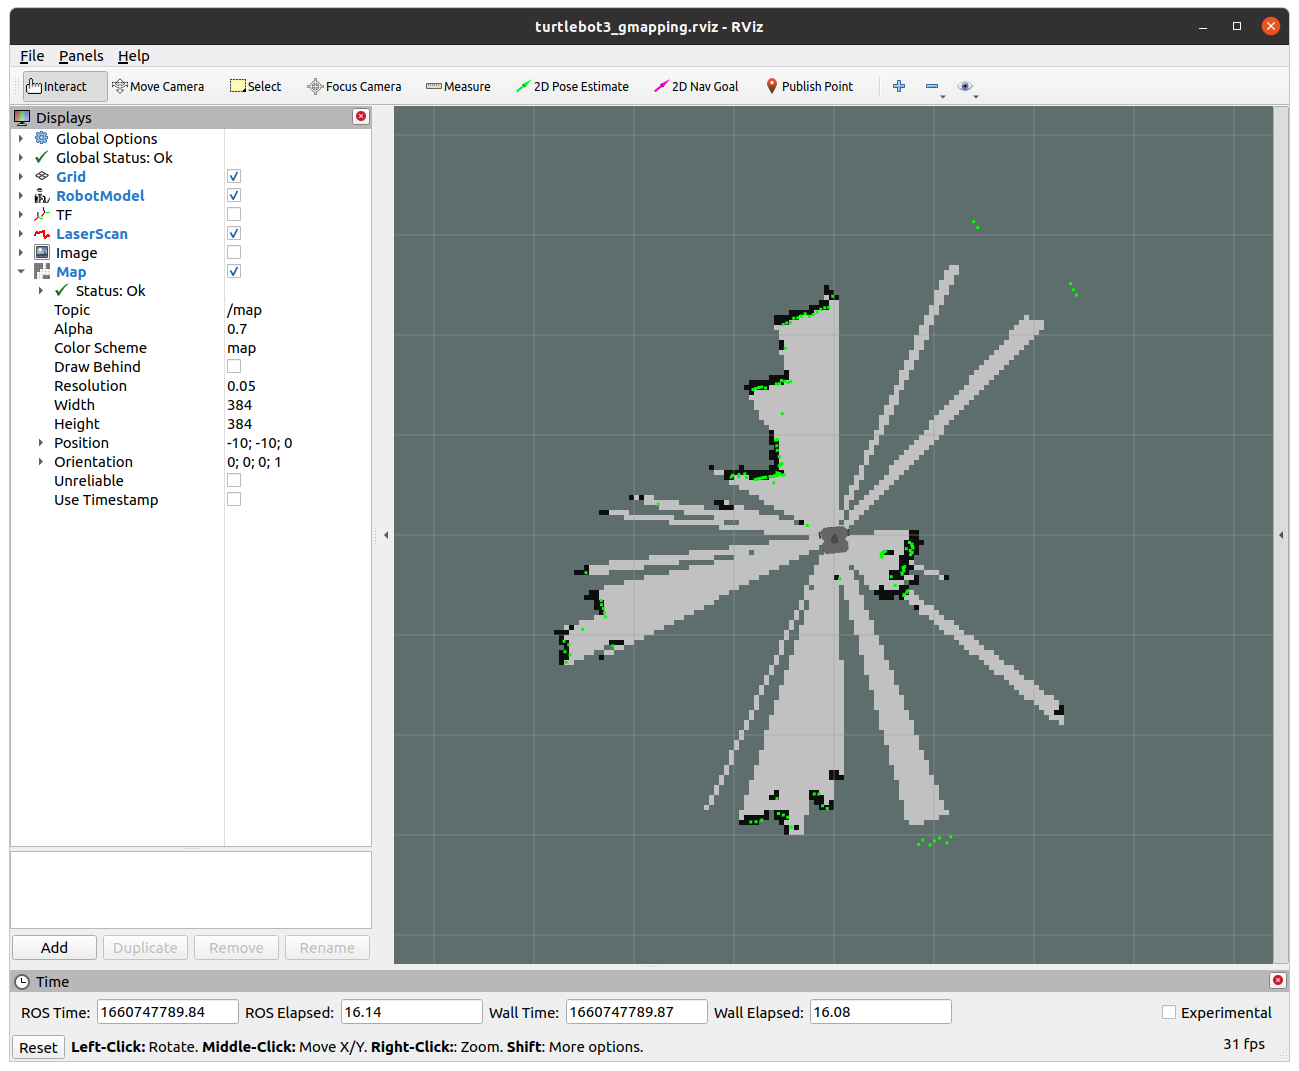 turtlebot3_gmapping.rviz - RViz
File Panels Help
Interact Move Camera Select Focus Camera Measure 2D Pose Estimate 2D Nav Goal Publish Point
Displays
Global Options
Global Status: Ok
Grid
RobotModel
TF
LaserScan
Image
Map
Status: Ok
Topic /map
Alpha 0.7
Color Scheme map
Draw Behind
Resolution 0.05
Width 384
Height 384
Position -10; -10; 0
Orientation 0; 0; 0; 1
Unreliable
Use Timestamp
Add Duplicate Remove Rename
Time
ROS Time: 1660747789.84 ROS Elapsed: 16.14 Wall Time: 1660747789.87 Wall Elapsed: 16.08 Experimental
Reset Left-Click: Rotate. Middle-Click: Move X/Y. Right-Click:: Zoom. Shift: More options. 31 fps